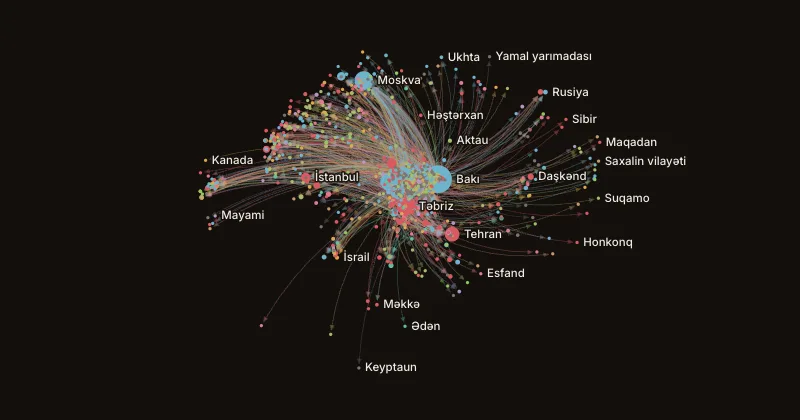 Ukhta
Yamal yarımadası
Moskva
Rusiya
Həştərxan
Sibir
Aktau
Maqadan
Kanada
Saxalin vilayəti
İstanbul
Bakı
Daşkənd
Təbriz
Suqamo
Mayami
Tehran
Honkonq
İsrail
Esfand
Məkkə
Ədən
Keyptaun